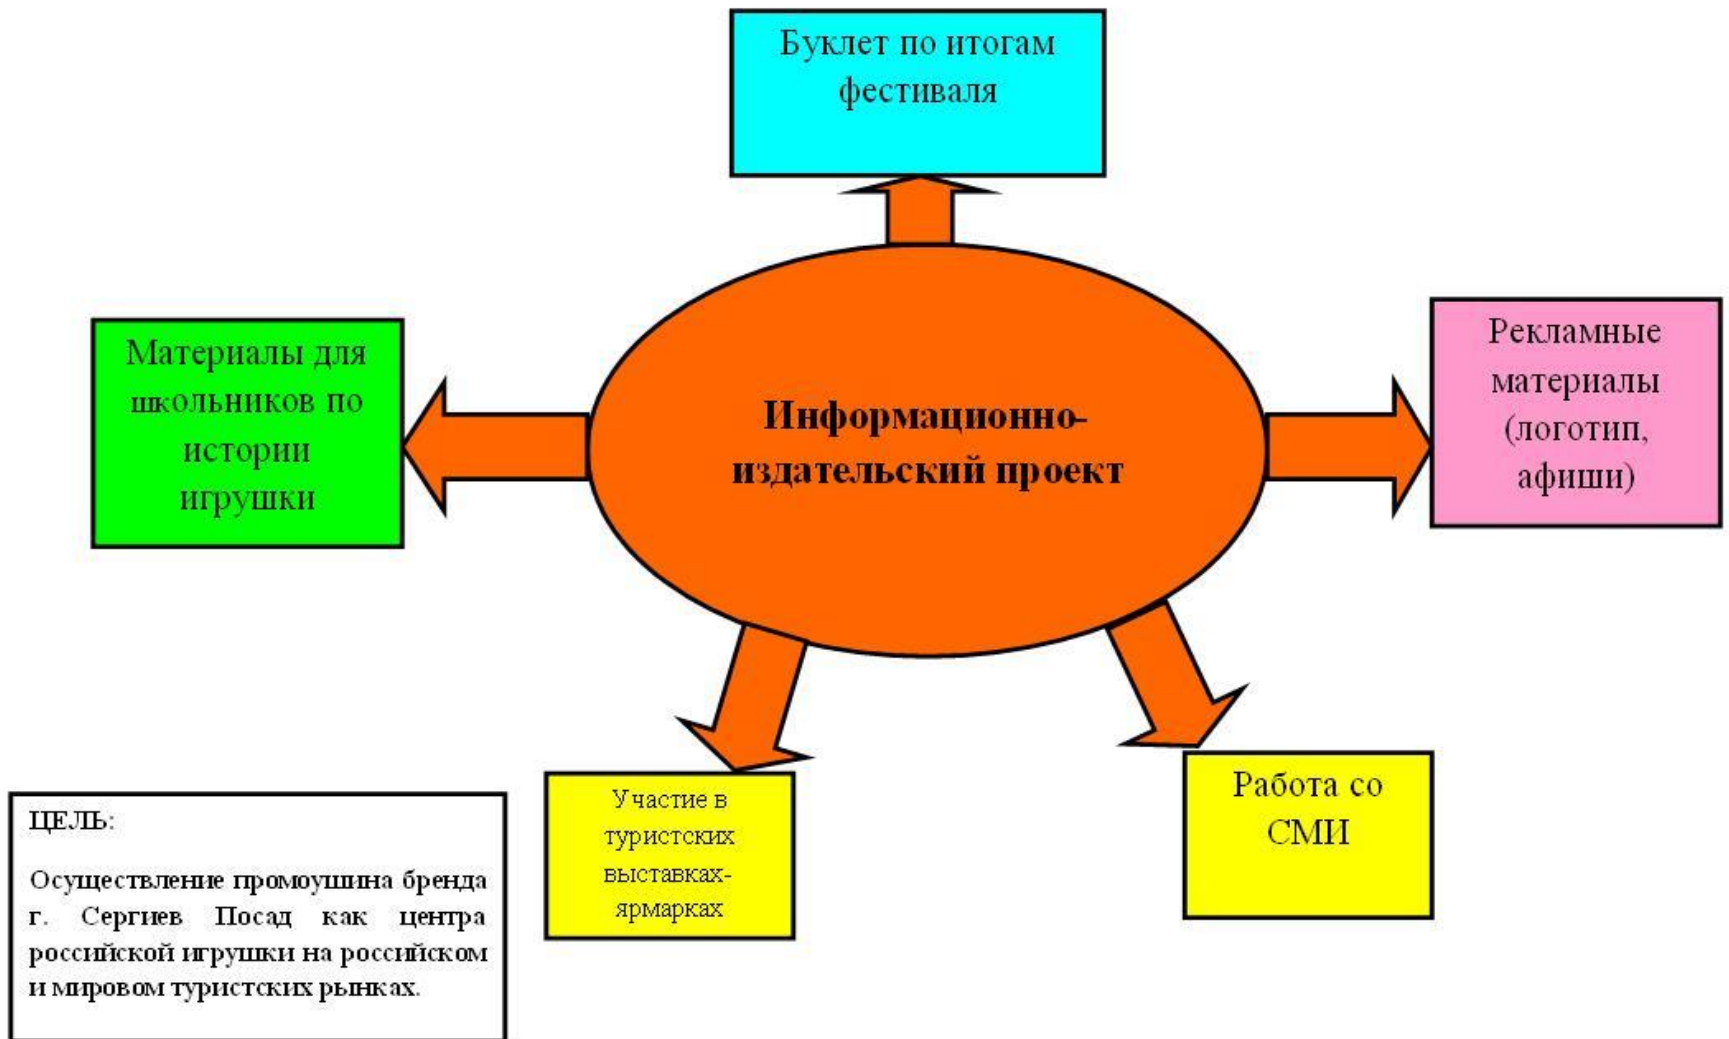 Буклет по итогам
фестиваля
Материалы для
школьников по
истории
игрушки
Информационно-
издательский проект
Рекламные
материалы
(логотип,
афиши)
Участие в
туристских
выставках-
ярмарках
Работа со
СМИ
ЦЕЛЬ:
Осуществление промоушина бренда
г. Сергиев Посад как центра
российской игрушки на российском
и мировом туристских рынках.